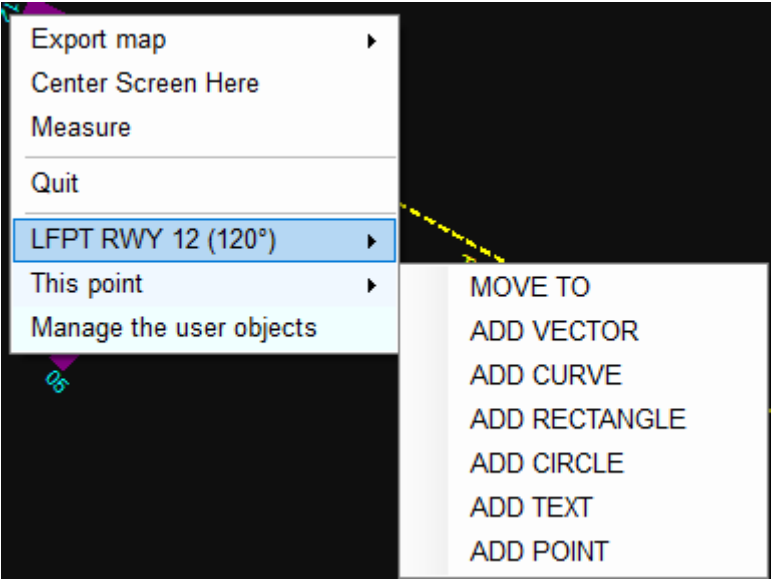 Export map
Center Screen Here
Measure
Quit
LFPT RWY 12 (120°)
This point
Manage the user objects
MOVE TO
ADD VECTOR
ADD CURVE
ADD RECTANGLE
ADD CIRCLE
ADD TEXT
ADD POINT
05